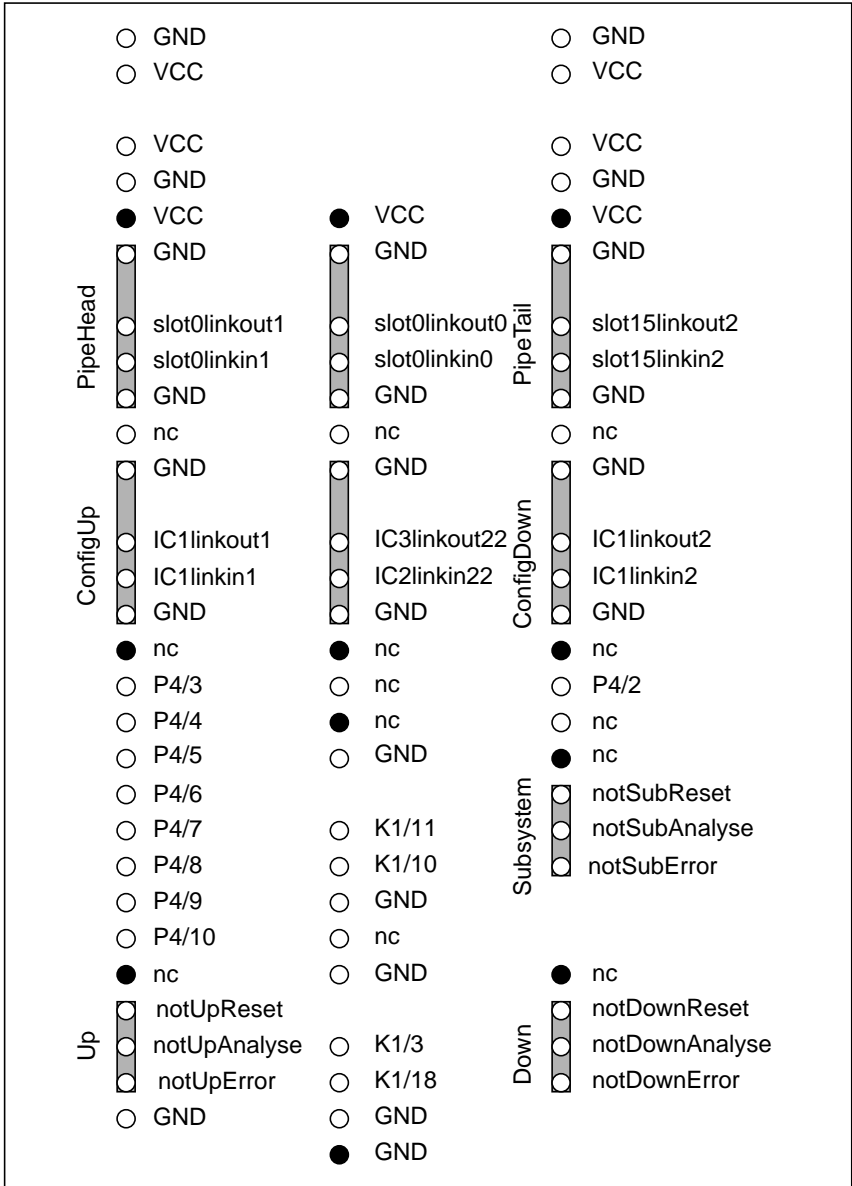 GND GND
VCC VCC
VCC VCC
GND GND
VCC VCC VCC
GND GND GND
PipeHead
PipeTail
slot0linkout1 slot0linkout0 slot15linkout2
slot0linkin1 slot0linkin0 slot15linkin2
GND GND GND
nc nc nc
GND GND GND
ConfigUp
ConfigDown
IC1linkout1 IC3linkout22 IC1linkout2
IC1linkin1 IC2linkin22 IC1linkin2
GND GND GND
nc nc nc
P4/3 nc P4/2
P4/4 nc nc
P4/5 GND nc
P4/6 notSubReset
Subsystem
P4/7 K1/11 notSubAnalyse
P4/8 K1/10 notSubError
P4/9 GND
P4/10 nc
nc GND nc
notUpReset notDownReset
Up
Down
notUpAnalyse K1/3 notDownAnalyse
notUpError K1/18 notDownError
GND GND
GND